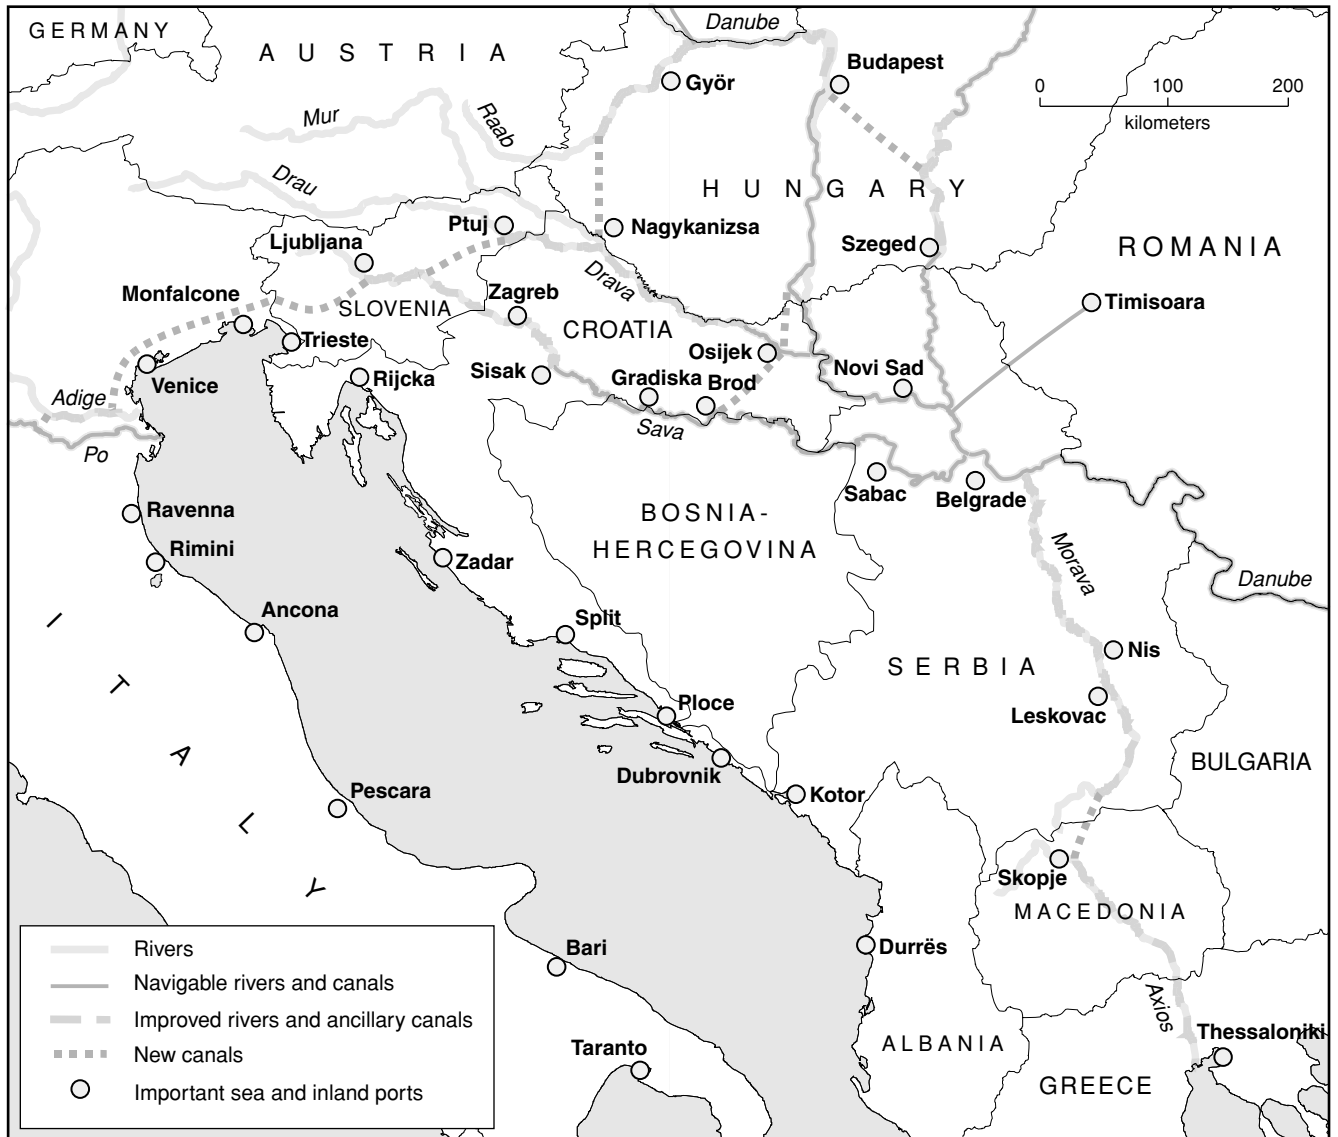 Danube
GERMANY
AUSTRIA
Budapest
Györ
0 100 200
kilometers
Mur
Raab
Drau
HUNGARY
Ptuj
Nagykanizsa
Ljubljana
Szeged
ROMANIA
Drava
Monfalcone
Zagreb
SLOVENIA
Timisoara
CROATIA
Trieste
Osijek
Novi Sad
Venice
Rijcka
Sisak
Gradiska
Brod
Adige
Sava
Po
Sabac
Belgrade
Ravenna
BOSNIA-
HERCEGOVINA
Rimini
Zadar
Morava
Danube
Ancona
Split
Nis
SERBIA
ITALY
Ploce
Leskovac
Dubrovnik
BULGARIA
Pescara
Kotor
Skopje
MACEDONIA
Bari
Durrës
Axios
Thessaloniki
Taranto
ALBANIA
GREECE
Rivers
Navigable rivers and canals
Improved rivers and ancillary canals
New canals
Important sea and inland ports